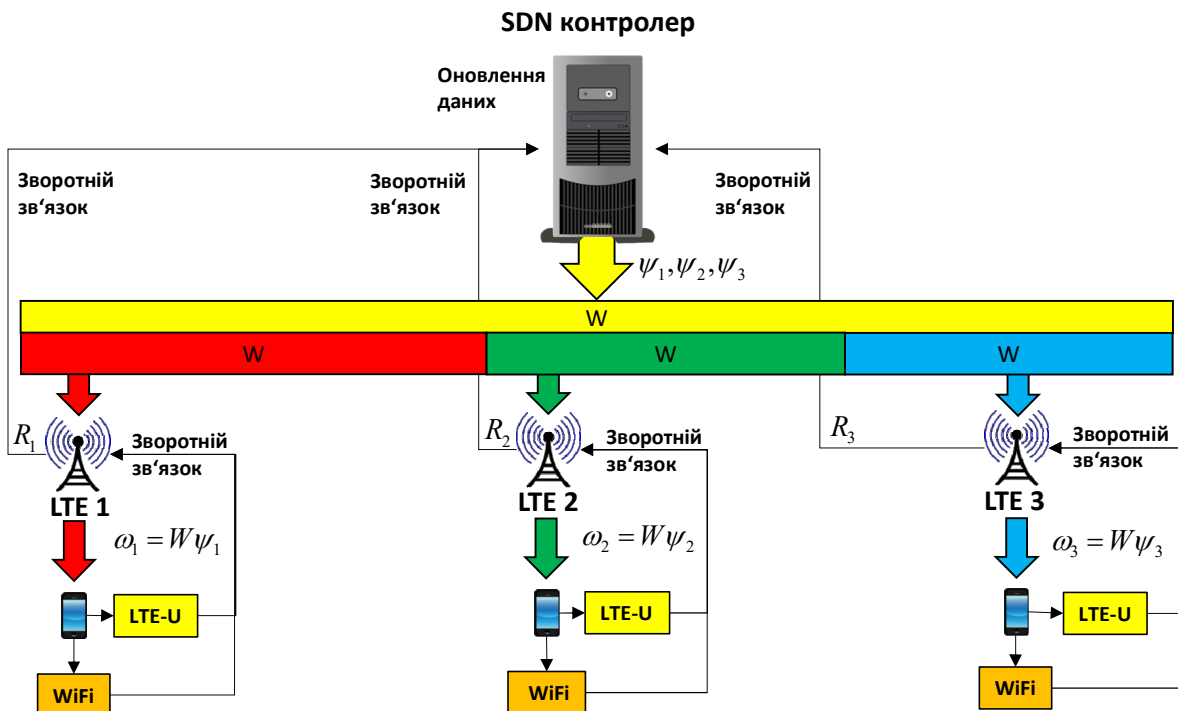 SDN контролер
Оновлення
даних
Зворотній
зв‘язок
Зворотній
зв‘язок
Зворотній
зв‘язок
ψ₁,ψ₂,ψ₃
W
W
W
W
R₁
Зворотній
зв‘язок
LTE 1
R₂
Зворотній
зв‘язок
LTE 2
R₃
Зворотній
зв‘язок
LTE 3
ω₁ = Wψ₁
ω₂ = Wψ₂
ω₃ = Wψ₃
LTE-U
LTE-U
LTE-U
WiFi
WiFi
WiFi